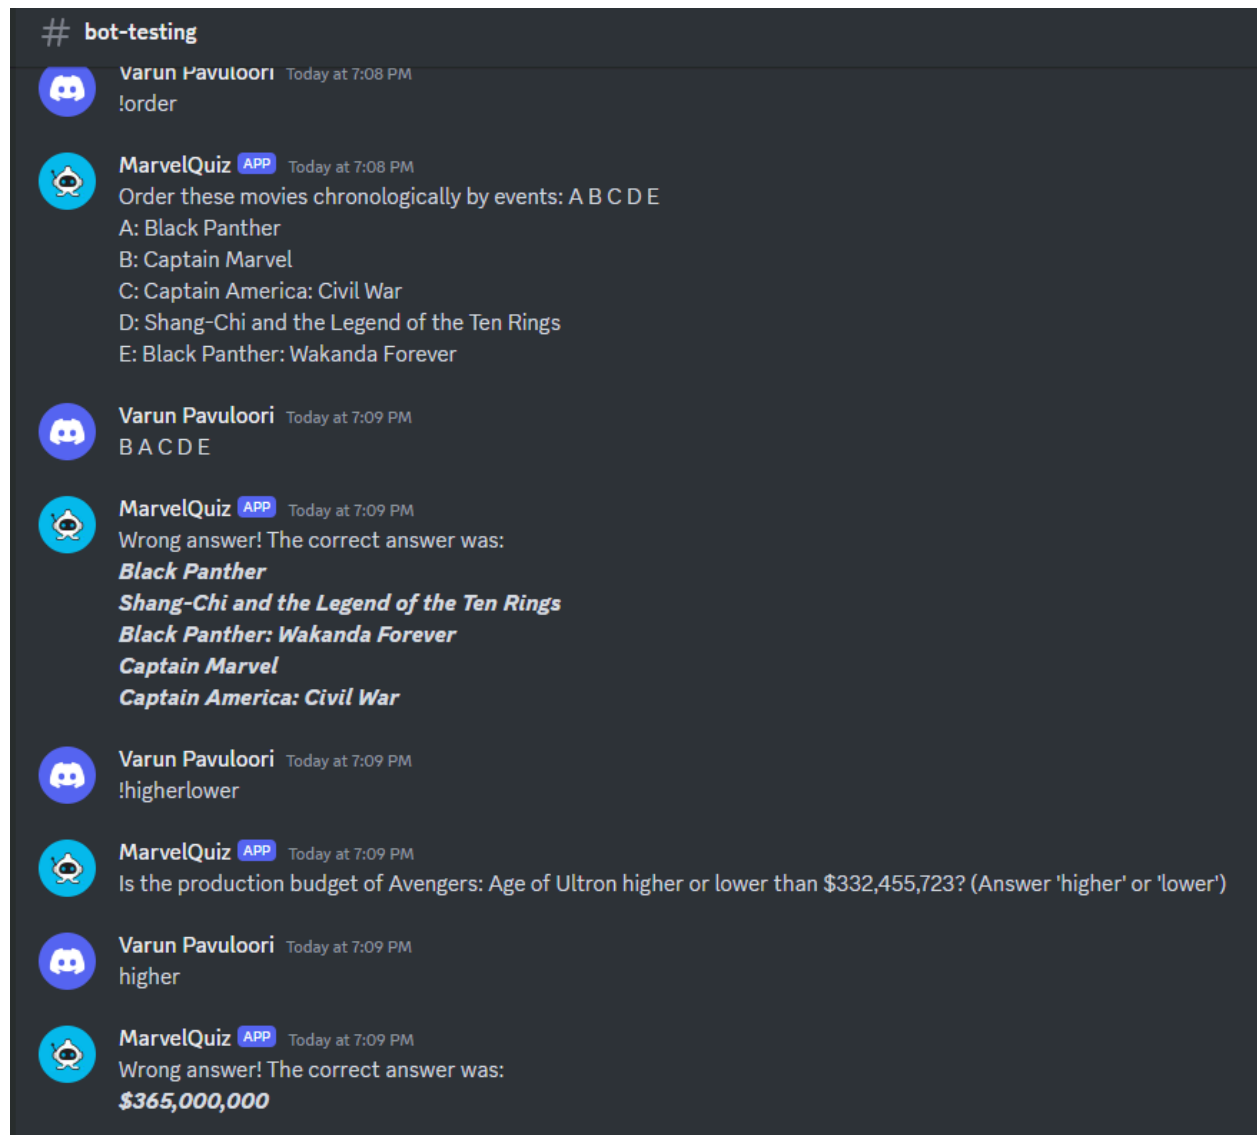 # bot-testing
Varun Pavuloori Today at 7:08 PM
!order
MarvelQuiz APP Today at 7:08 PM
Order these movies chronologically by events: A B C D E
A: Black Panther
B: Captain Marvel
C: Captain America: Civil War
D: Shang-Chi and the Legend of the Ten Rings
E: Black Panther: Wakanda Forever
Varun Pavuloori Today at 7:09 PM
B A C D E
MarvelQuiz APP Today at 7:09 PM
Wrong answer! The correct answer was:
Black Panther
Shang-Chi and the Legend of the Ten Rings
Black Panther: Wakanda Forever
Captain Marvel
Captain America: Civil War
Varun Pavuloori Today at 7:09 PM
!higherlower
MarvelQuiz APP Today at 7:09 PM
Is the production budget of Avengers: Age of Ultron higher or lower than $332,455,723? (Answer 'higher' or 'lower')
Varun Pavuloori Today at 7:09 PM
higher
MarvelQuiz APP Today at 7:09 PM
Wrong answer! The correct answer was:
$365,000,000